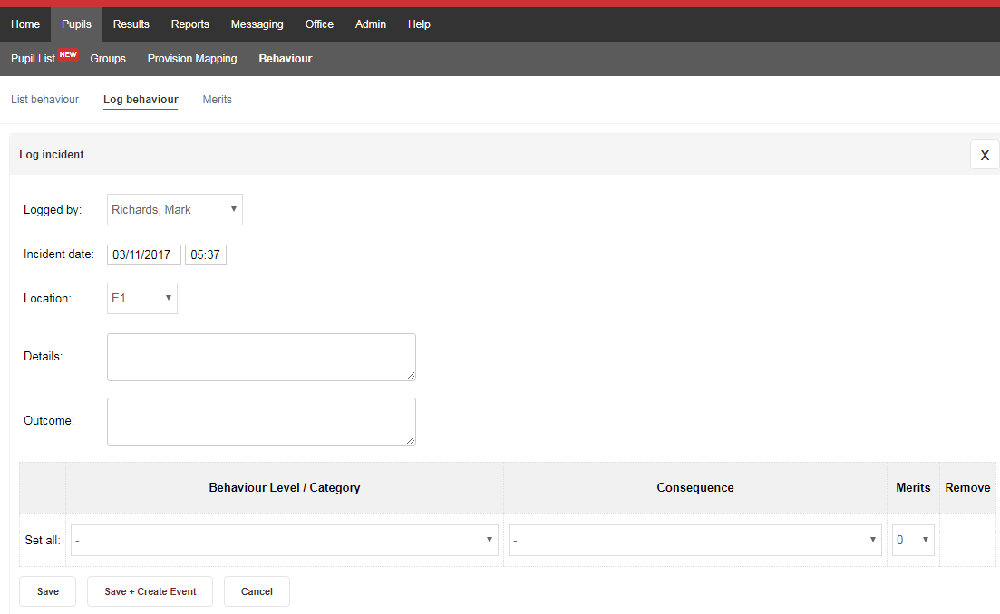 Home Pupils Results Reports Messaging Office Admin Help
Pupil List NEW Groups Provision Mapping Behaviour
List behaviour Log behaviour Merits
Log incident X
Logged by: Richards, Mark
Incident date: 03/11/2017 05:37
Location: E1
Details:
Outcome:
Behaviour Level / Category Consequence Merits Remove
Set all: - - 0
Save Save + Create Event Cancel